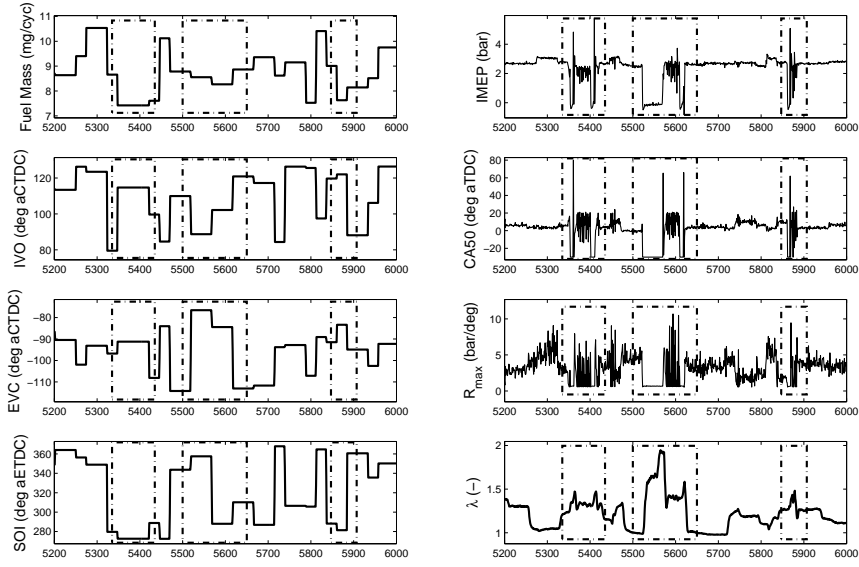 11
10
9
8
7
Fuel Mass (mg/cyc)
5200 5300 5400 5500 5600 5700 5800 5900 6000
4
2
0
IMEP (bar)
5200 5300 5400 5500 5600 5700 5800 5900 6000
120
100
80
IVO (deg aCTDC)
5200 5300 5400 5500 5600 5700 5800 5900 6000
80
60
40
20
0
−20
CA50 (deg aTDC)
5200 5300 5400 5500 5600 5700 5800 5900 6000
−80
−90
−100
−110
EVC (deg aCTDC)
5200 5300 5400 5500 5600 5700 5800 5900 6000
10
5
0
Rmax (bar/deg)
5200 5300 5400 5500 5600 5700 5800 5900 6000
360
340
320
300
280
SOI (deg aETDC)
5200 5300 5400 5500 5600 5700 5800 5900 6000
2
1.5
1
λ (−)
5200 5300 5400 5500 5600 5700 5800 5900 6000